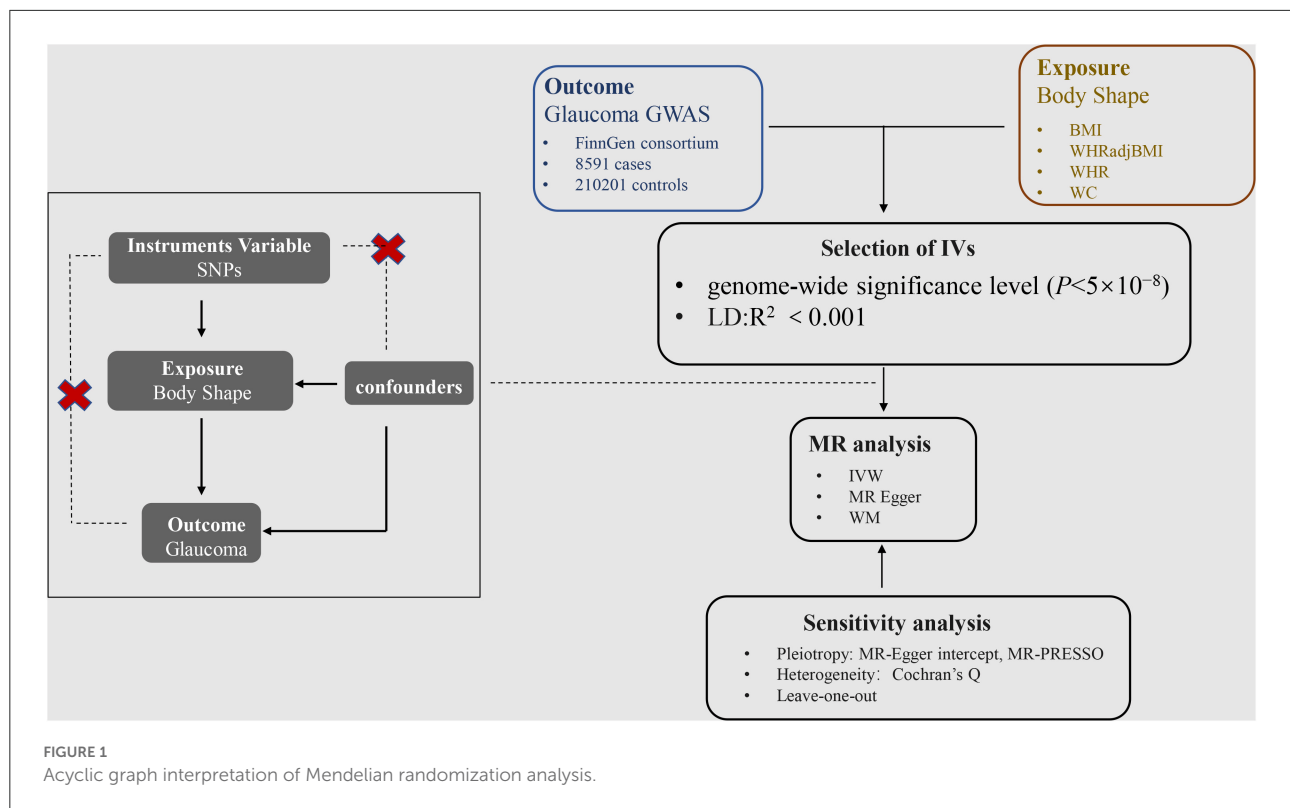 Outcome
Glaucoma GWAS
• FinnGen consortium
• 8591 cases
• 210201 controls
Exposure
Body Shape
• BMI
• WHRadjBMI
• WHR
• WC
Instruments Variable
SNPs
Exposure
Body Shape
confounders
Outcome
Glaucoma
Selection of IVs
• genome-wide significance level (P<5×10⁻⁸)
• LD:R² < 0.001
MR analysis
• IVW
• MR Egger
• WM
Sensitivity analysis
• Pleiotropy: MR-Egger intercept, MR-PRESSO
• Heterogeneity： Cochran’s Q
• Leave-one-out
FIGURE 1
Acyclic graph interpretation of Mendelian randomization analysis.